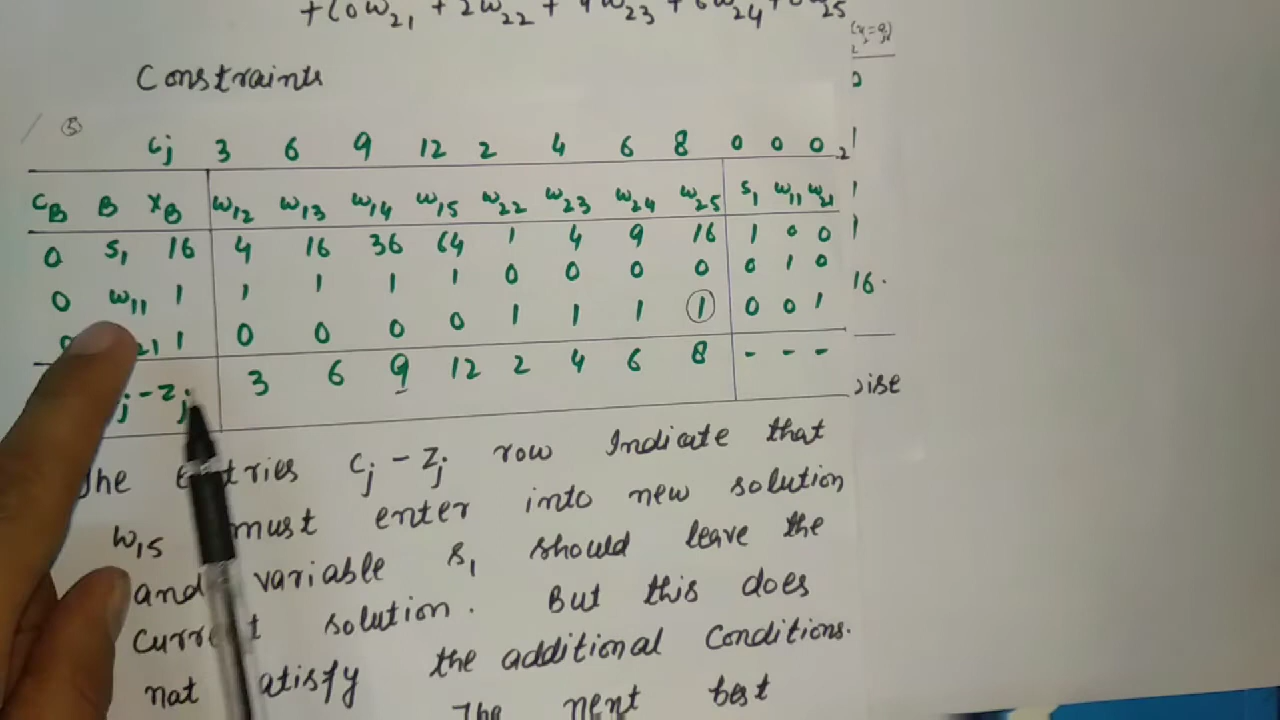 +10w21 + 2w22 + 4w23 + 6w24 +
25
Constraints
(5)
cj 3 6 9 12 2 4 6 8 0 0 0
CB B XB w12 w13 w14 w15 w22 w23 w24 w25 s1 w11 w21
0 s1 16 4 16 36 64 1 4 9 16 1 0 0
0 w11 1 1 1 1 1 0 0 0 0 0 1 0
21 1 0 0 0 0 1 1 1 1 0 0 1
j - zj 3 6 9 12 2 4 6 8 - - -
16.
The cj - zj row Indicate that
w15 must enter into new solution
and variable s1 should leave the
solution. But this does
not the additional conditions.
The next best